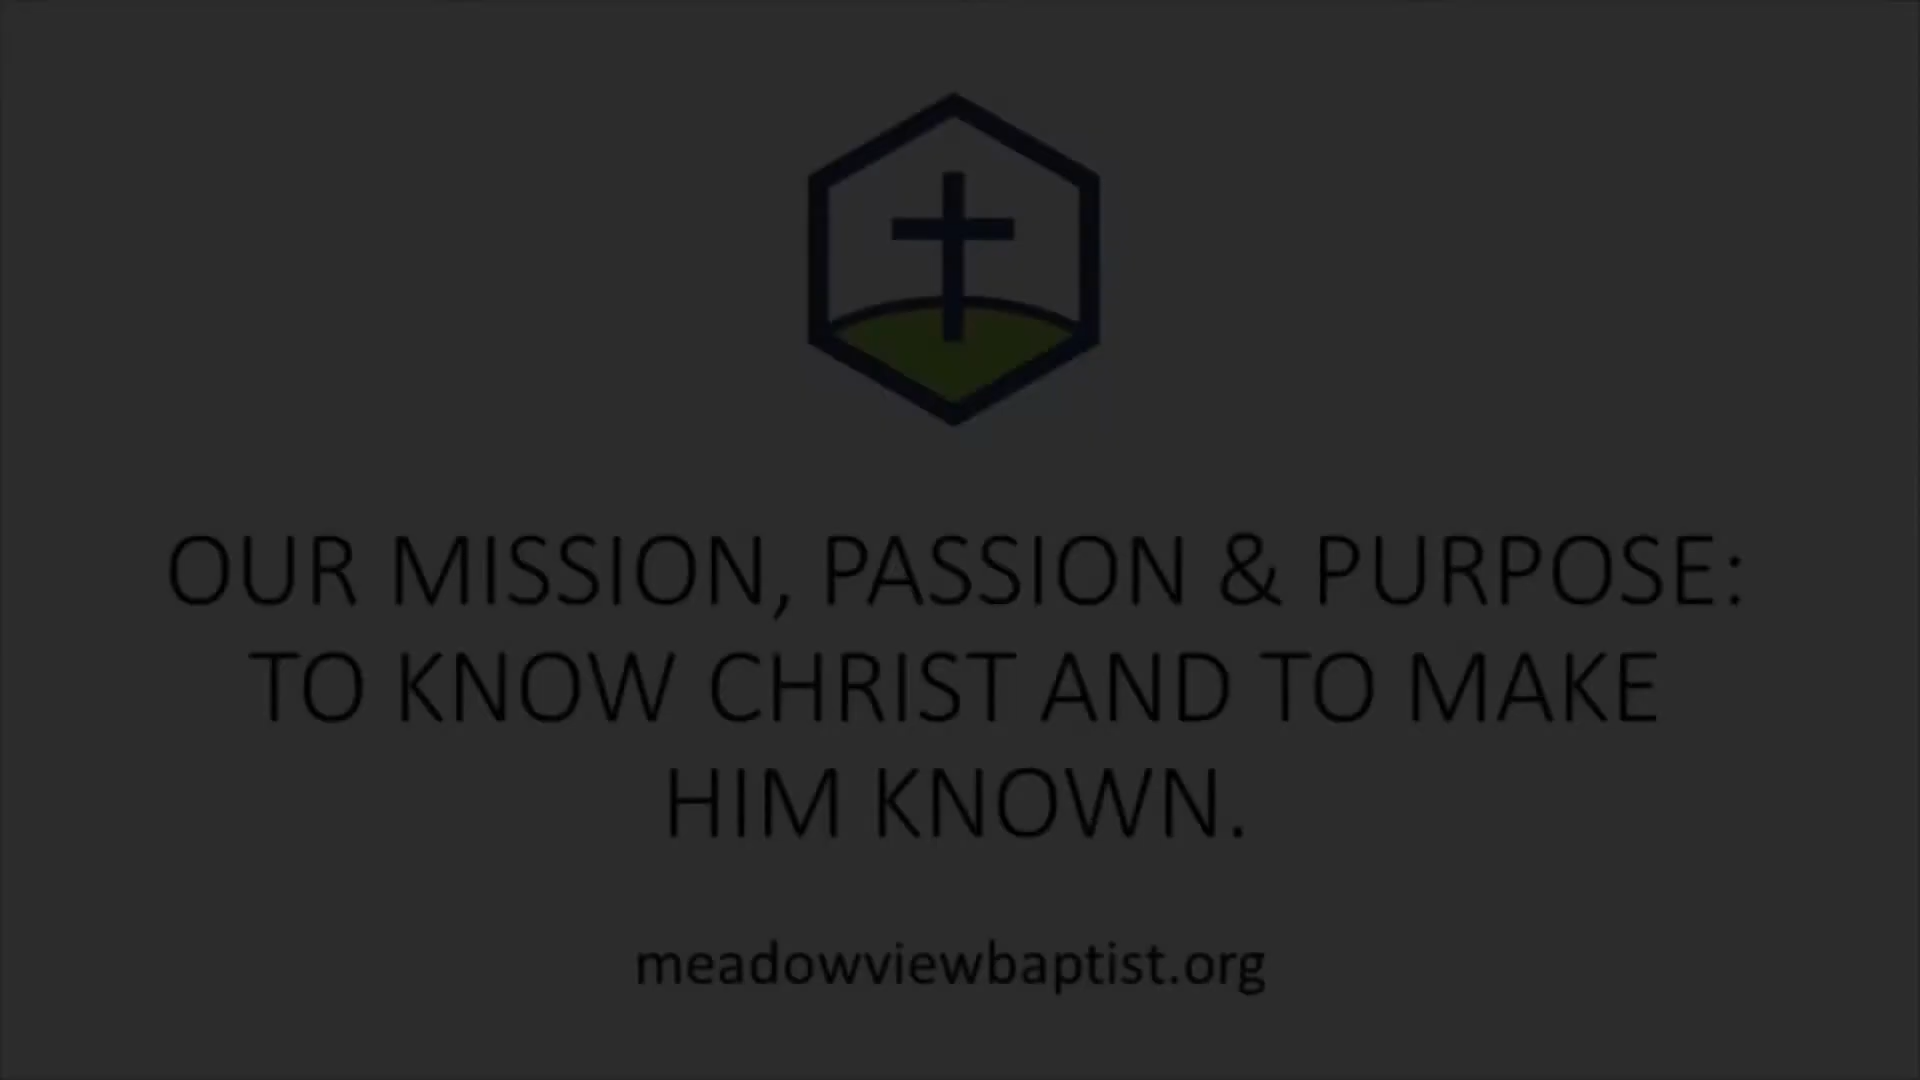 OUR MISSION, PASSION & PURPOSE:
TO KNOW CHRIST AND TO MAKE
HIM KNOWN.
meadowviewbaptist.org